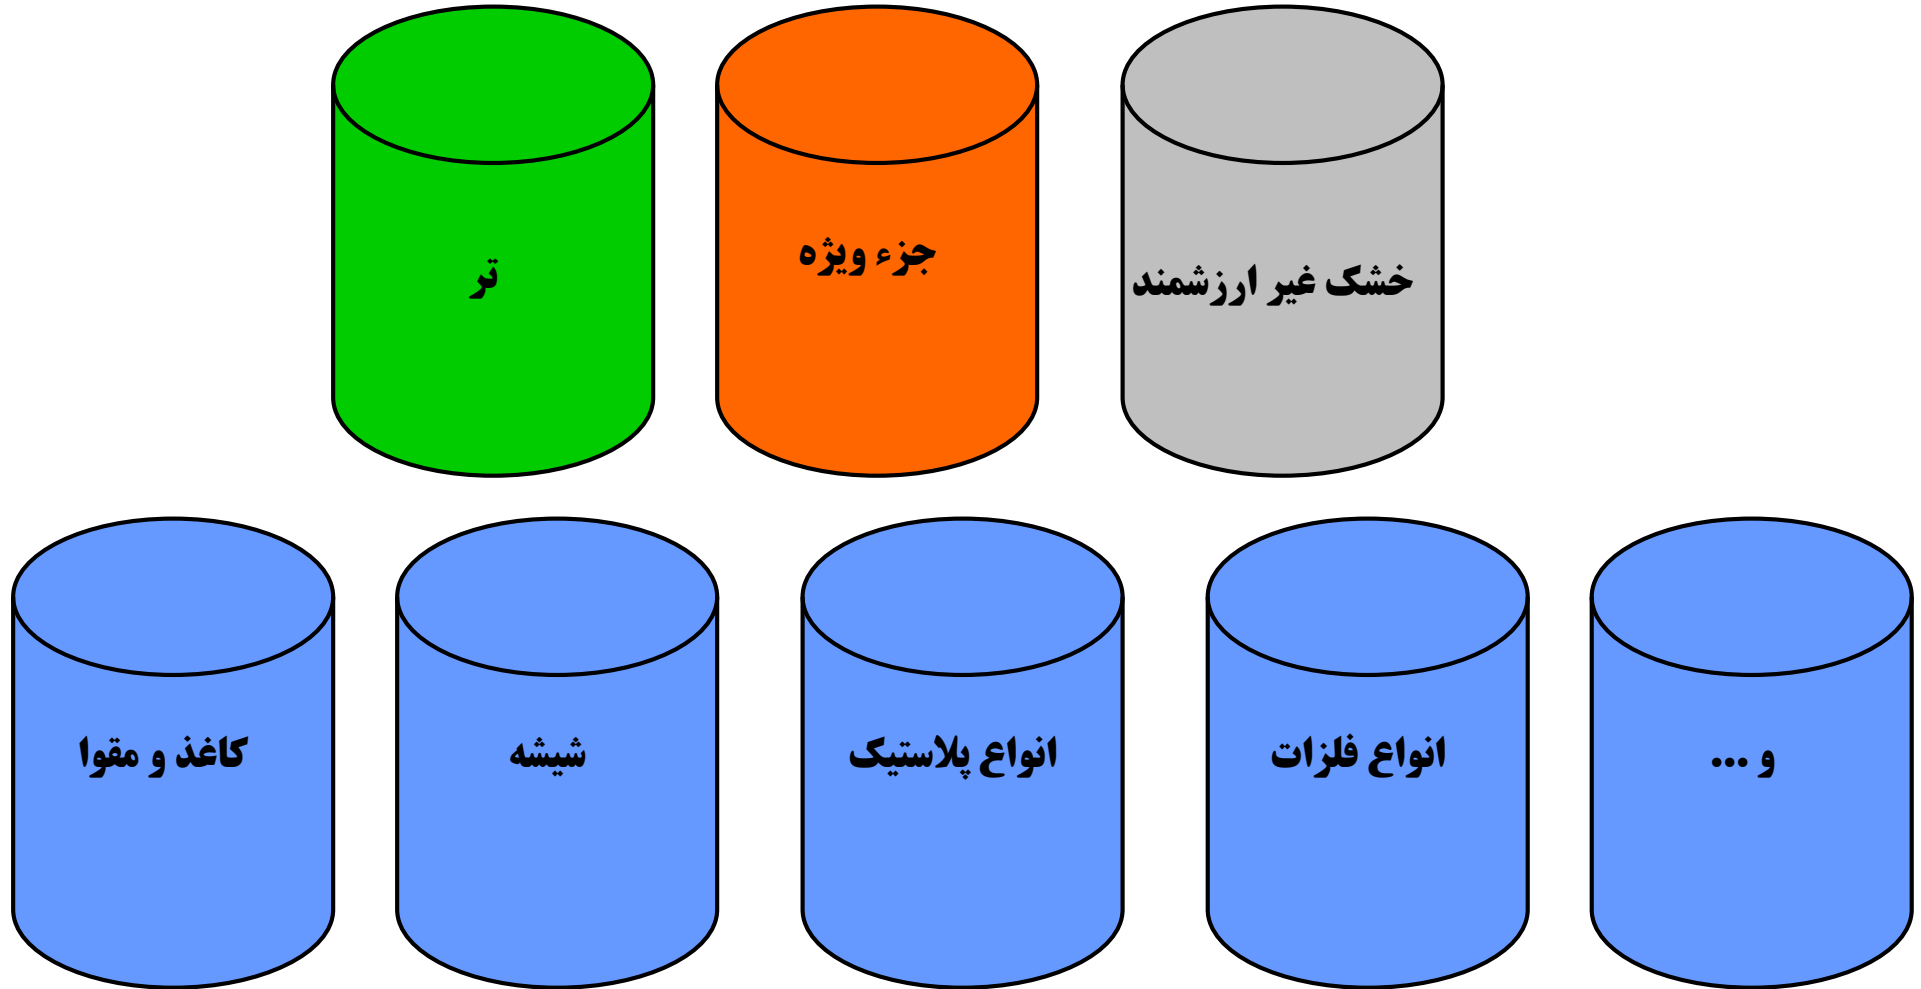 خشک غیر ارزشمند
جزء ویژه
تر
و ...
انواع فلزات
انواع پلاستیک
شیشه
کاغذ و مقوا